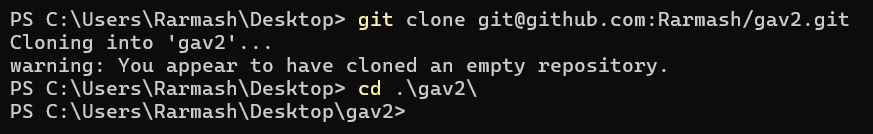 PS C:\Users\Rarmash\Desktop> git clone git@github.com:Rarmash/gav2.git
Cloning into 'gav2'...
warning: You appear to have cloned an empty repository.
PS C:\Users\Rarmash\Desktop> cd .\gav2\
PS C:\Users\Rarmash\Desktop\gav2>